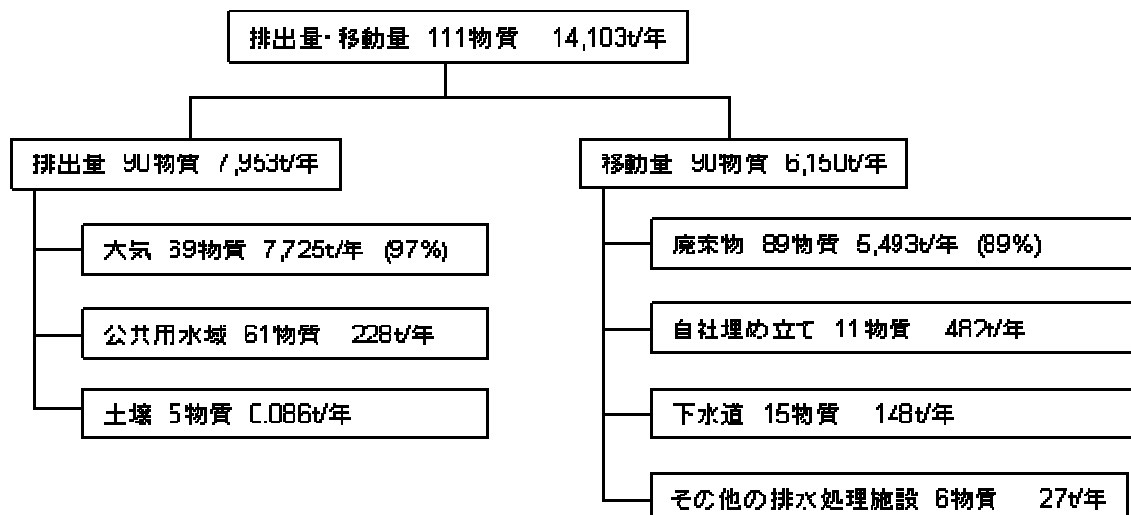 排出量・移動量 111物質 14,103t/年
排出量 90物質 7,953t/年
移動量 90物質 6,150t/年
大気 69物質 7,725t/年 (97%)
公共用水域 61物質 228t/年
土壌 5物質 0.086t/年
廃棄物 89物質 5,493t/年 (89%)
自社埋め立て 11物質 482t/年
下水道 15物質 148t/年
その他の排水処理施設 6物質 27t/年